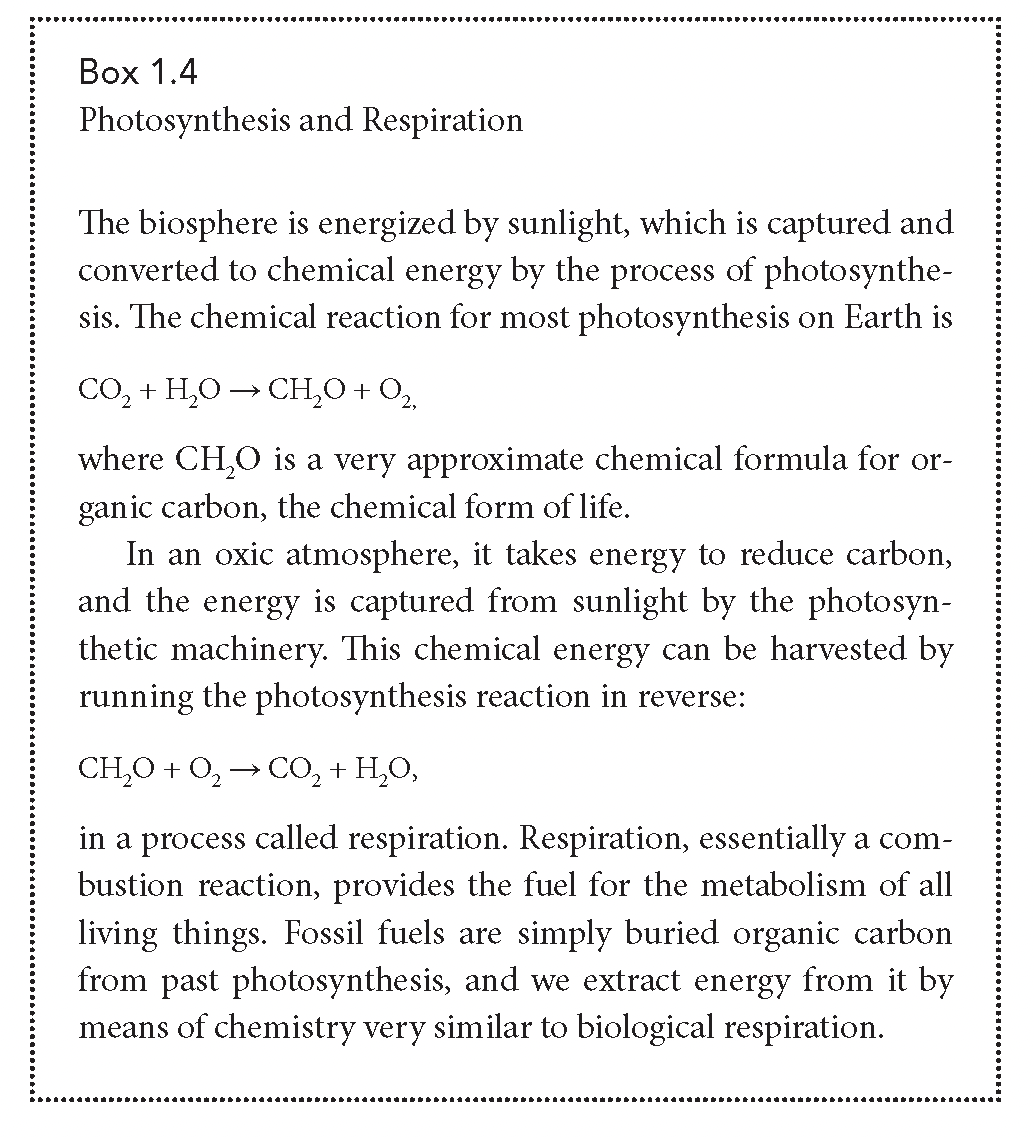 Box 1.4
Photosynthesis and Respiration
The biosphere is energized by sunlight, which is captured and
converted to chemical energy by the process of photosynthe-
sis. The chemical reaction for most photosynthesis on Earth is
CO₂ + H₂O → CH₂O + O₂,
where CH₂O is a very approximate chemical formula for or-
ganic carbon, the chemical form of life.
In an oxic atmosphere, it takes energy to reduce carbon,
and the energy is captured from sunlight by the photosyn-
thetic machinery. This chemical energy can be harvested by
running the photosynthesis reaction in reverse:
CH₂O + O₂ → CO₂ + H₂O,
in a process called respiration. Respiration, essentially a com-
bustion reaction, provides the fuel for the metabolism of all
living things. Fossil fuels are simply buried organic carbon
from past photosynthesis, and we extract energy from it by
means of chemistry very similar to biological respiration.